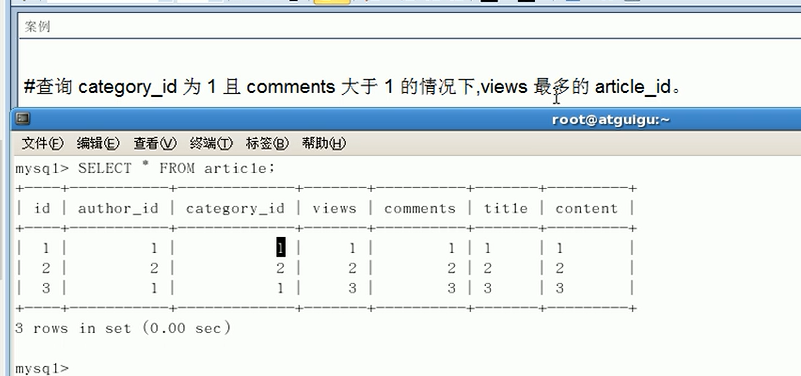 案例
#查询 category_id 为 1 且 comments 大于 1 的情况下,views 最多的 article_id。
root@atguigu:~
文件(F) 编辑(E) 查看(V) 终端(T) 标签(B) 帮助(H)
mysql> SELECT * FROM article;
+----+-----------+-------------+-------+----------+-------+---------+
| id | author_id | category_id | views | comments | title | content |
+----+-----------+-------------+-------+----------+-------+---------+
| 1 | 1 | 1 | 1 | 1 | 1 | 1 |
| 2 | 2 | 2 | 2 | 2 | 2 | 2 |
| 3 | 1 | 1 | 3 | 3 | 3 | 3 |
+----+-----------+-------------+-------+----------+-------+---------+
3 rows in set (0.00 sec)
mysql>